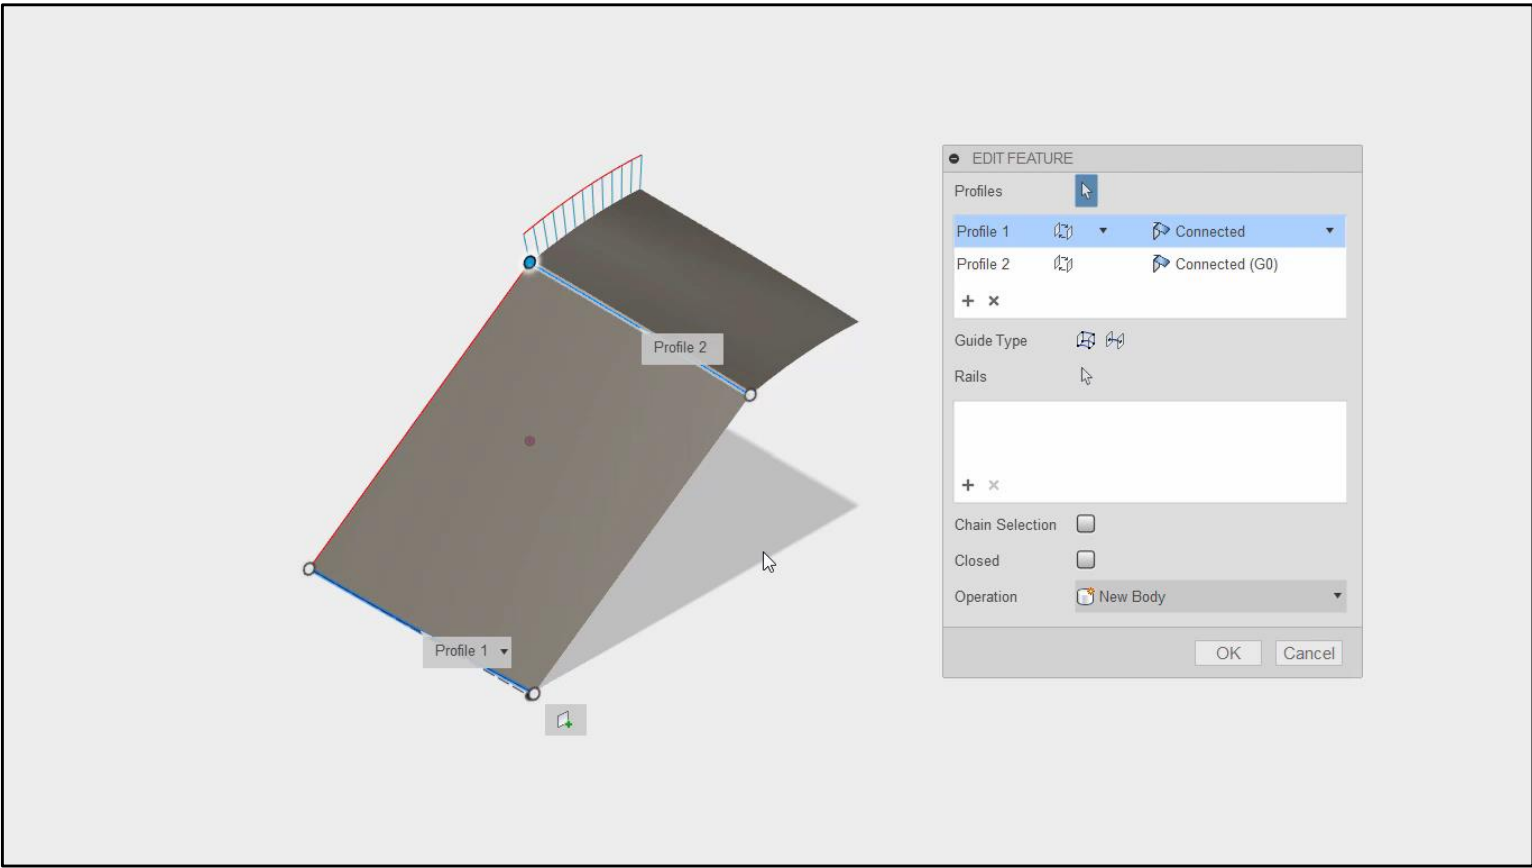 EDIT FEATURE
Profiles
Profile 1 Connected
Profile 2 Connected (G0)
Guide Type
Rails
Chain Selection
Closed
Operation New Body
OK Cancel
Profile 2
Profile 1